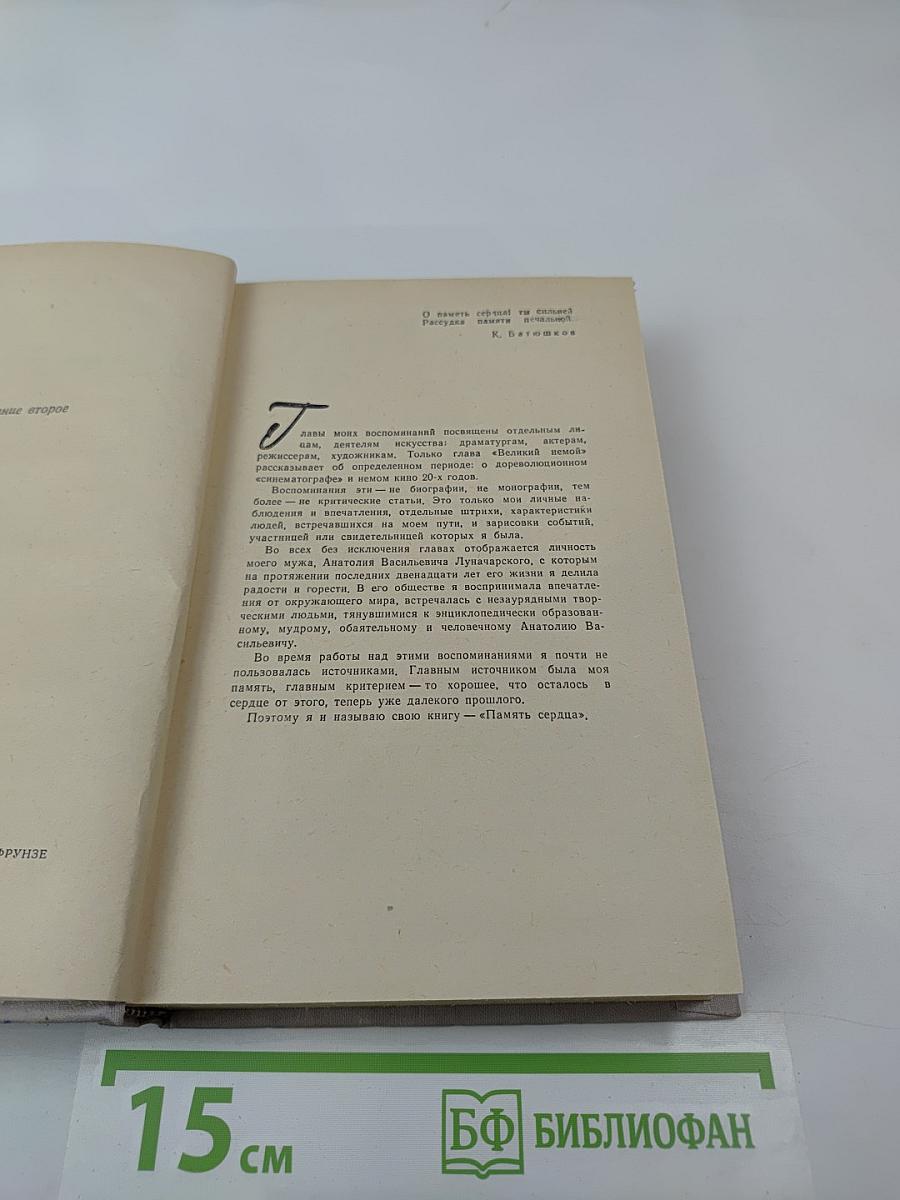 ние второе
ФРУНЗЕ
О память сердца! ты сильней
Рассудка памяти печальной
К. Батюшков
Главы моих воспоминаний посвящены отдельным ли-
цам, деятелям искусства: драматургам, актерам,
режиссерам, художникам. Только глава «Великий немой»
рассказывает об определенном периоде: о дореволюционном
«синематографе» и немом кино 20-х годов.
Воспоминания эти — не биографии, не монографии, тем
более — не критические статьи. Это только мои личные на-
блюдения и впечатления, отдельные штрихи, характеристики
людей, встречавшихся на моем пути, и зарисовки событий,
участницей или свидетельницей которых я была.
Во всех без исключения главах отображается личность
моего мужа, Анатолия Васильевича Луначарского, с которым
на протяжении последних двенадцати лет его жизни я делила
радости и горести. В его обществе я воспринимала впечатле-
ния от окружающего мира, встречалась с незаурядными твор-
ческими людьми, тянувшимися к энциклопедически образован-
ному, мудрому, обаятельному и человечному Анатолию Ва-
сильевичу.
Во время работы над этими воспоминаниями я почти не
пользовалась источниками. Главным источником была моя
память, главным критерием — то хорошее, что осталось в
сердце от этого, теперь уже далекого прошлого.
Поэтому я и называю свою книгу — «Память сердца».
15 см
БФ БИБЛИОФАН